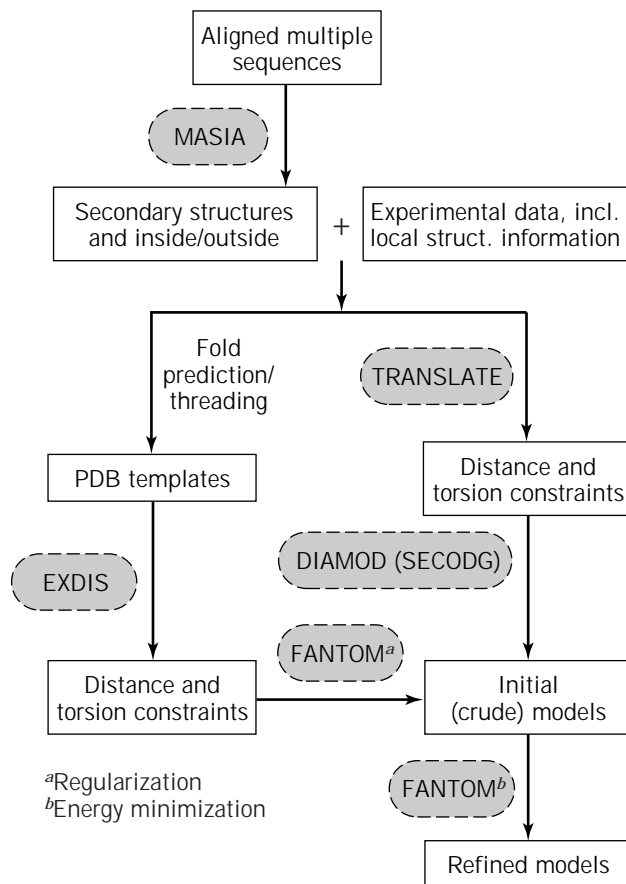 Aligned multiple
sequences
MASIA
Secondary structures
and inside/outside
+
Experimental data, incl.
local struct. information
Fold
prediction/
threading
TRANSLATE
PDB templates
Distance and
torsion constraints
EXDIS
DIAMOD (SECODG)
FANTOMᵃ
Distance and
torsion constraints
Initial
(crude) models
ᵃRegularization
ᵇEnergy minimization
FANTOMᵇ
Refined models